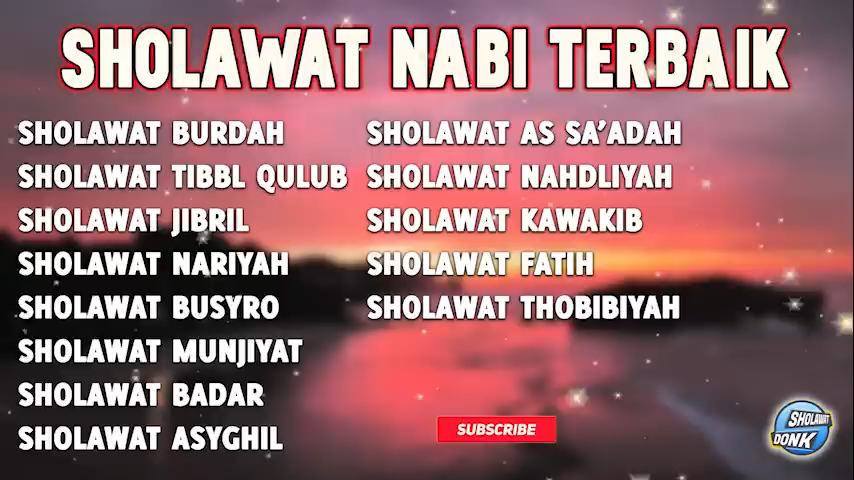 SHOLAWAT NABI TERBAIK
SHOLAWAT BURDAH
SHOLAWAT TIBBL QULUB
SHOLAWAT JIBRIL
SHOLAWAT NARIYAH
SHOLAWAT BUSYRO
SHOLAWAT MUNJIYAT
SHOLAWAT BADAR
SHOLAWAT ASYGHIL
SHOLAWAT AS SA'ADAH
SHOLAWAT NAHDLIYAH
SHOLAWAT KAWAKIB
SHOLAWAT FATIH
SHOLAWAT THOBIBIYAH
SUBSCRIBE
SHOLAWAT
DONK